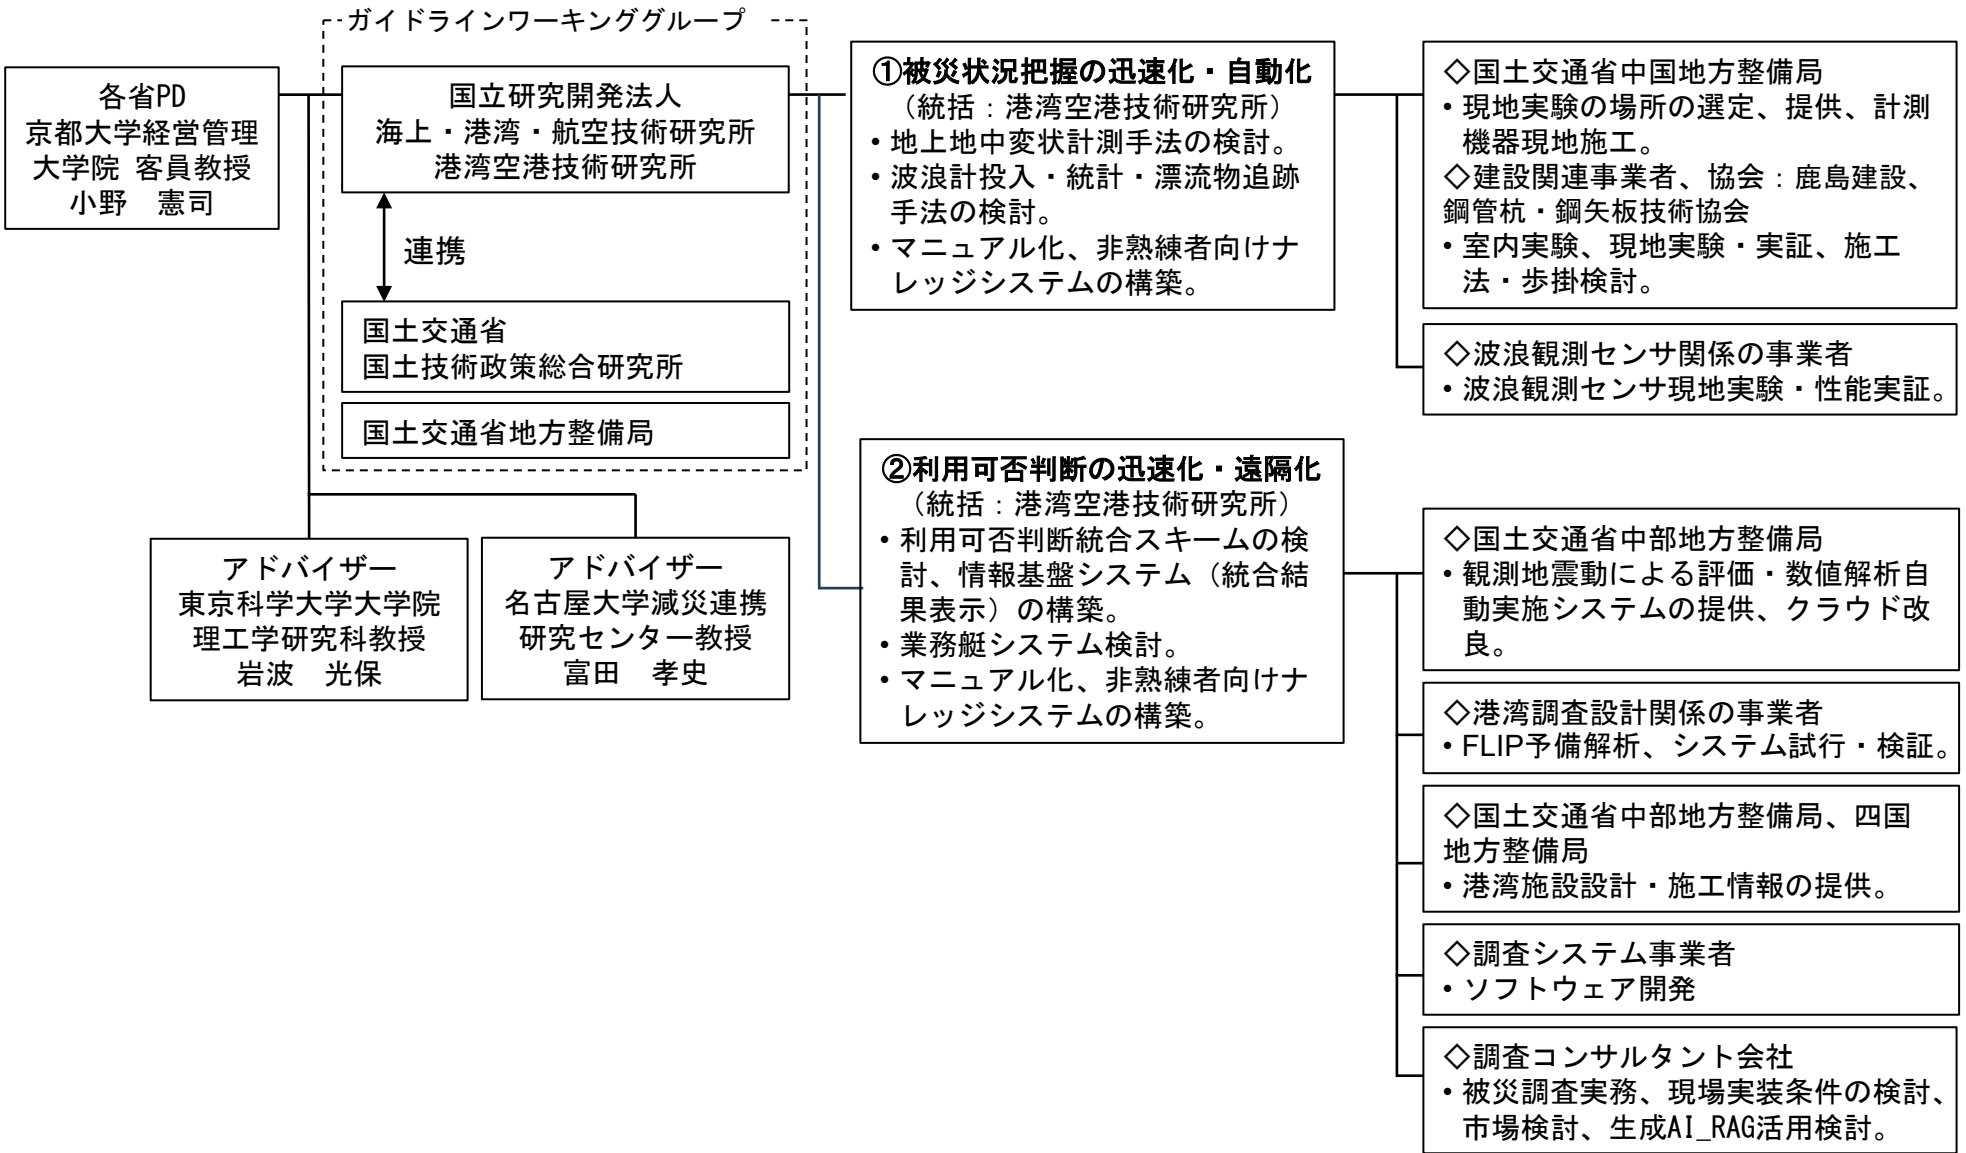 ガイドラインワーキンググループ
各省PD
京都大学経営管理
大学院 客員教授
小野　憲司
国立研究開発法人
海上・港湾・航空技術研究所
港湾空港技術研究所
連携
国土交通省
国土技術政策総合研究所
国土交通省地方整備局
アドバイザー
東京科学大学大学院
理工学研究科教授
岩波　光保
アドバイザー
名古屋大学減災連携
研究センター教授
富田　孝史
①被災状況把握の迅速化・自動化
（統括：港湾空港技術研究所）
• 地上地中変状計測手法の検討。
• 波浪計投入・統計・漂流物追跡
手法の検討。
• マニュアル化、非熟練者向けナ
レッジシステムの構築。
②利用可否判断の迅速化・遠隔化
（統括：港湾空港技術研究所）
• 利用可否判断統合スキームの検
討、情報基盤システム（統合結
果表示）の構築。
• 業務艇システム検討。
• マニュアル化、非熟練者向けナ
レッジシステムの構築。
◇国土交通省中国地方整備局
• 現地実験の場所の選定、提供、計測
機器現地施工。
◇建設関連事業者、協会：鹿島建設、
鋼管杭・鋼矢板技術協会
• 室内実験、現地実験・実証、施工
法・歩掛検討。
◇波浪観測センサ関係の事業者
• 波浪観測センサ現地実験・性能実証。
◇国土交通省中部地方整備局
• 観測地震動による評価・数値解析自
動実施システムの提供、クラウド改
良。
◇港湾調査設計関係の事業者
• FLIP予備解析、システム試行・検証。
◇国土交通省中部地方整備局、四国
地方整備局
• 港湾施設設計・施工情報の提供。
◇調査システム事業者
• ソフトウェア開発
◇調査コンサルタント会社
• 被災調査実務、現場実装条件の検討、
市場検討、生成AI_RAG活用検討。